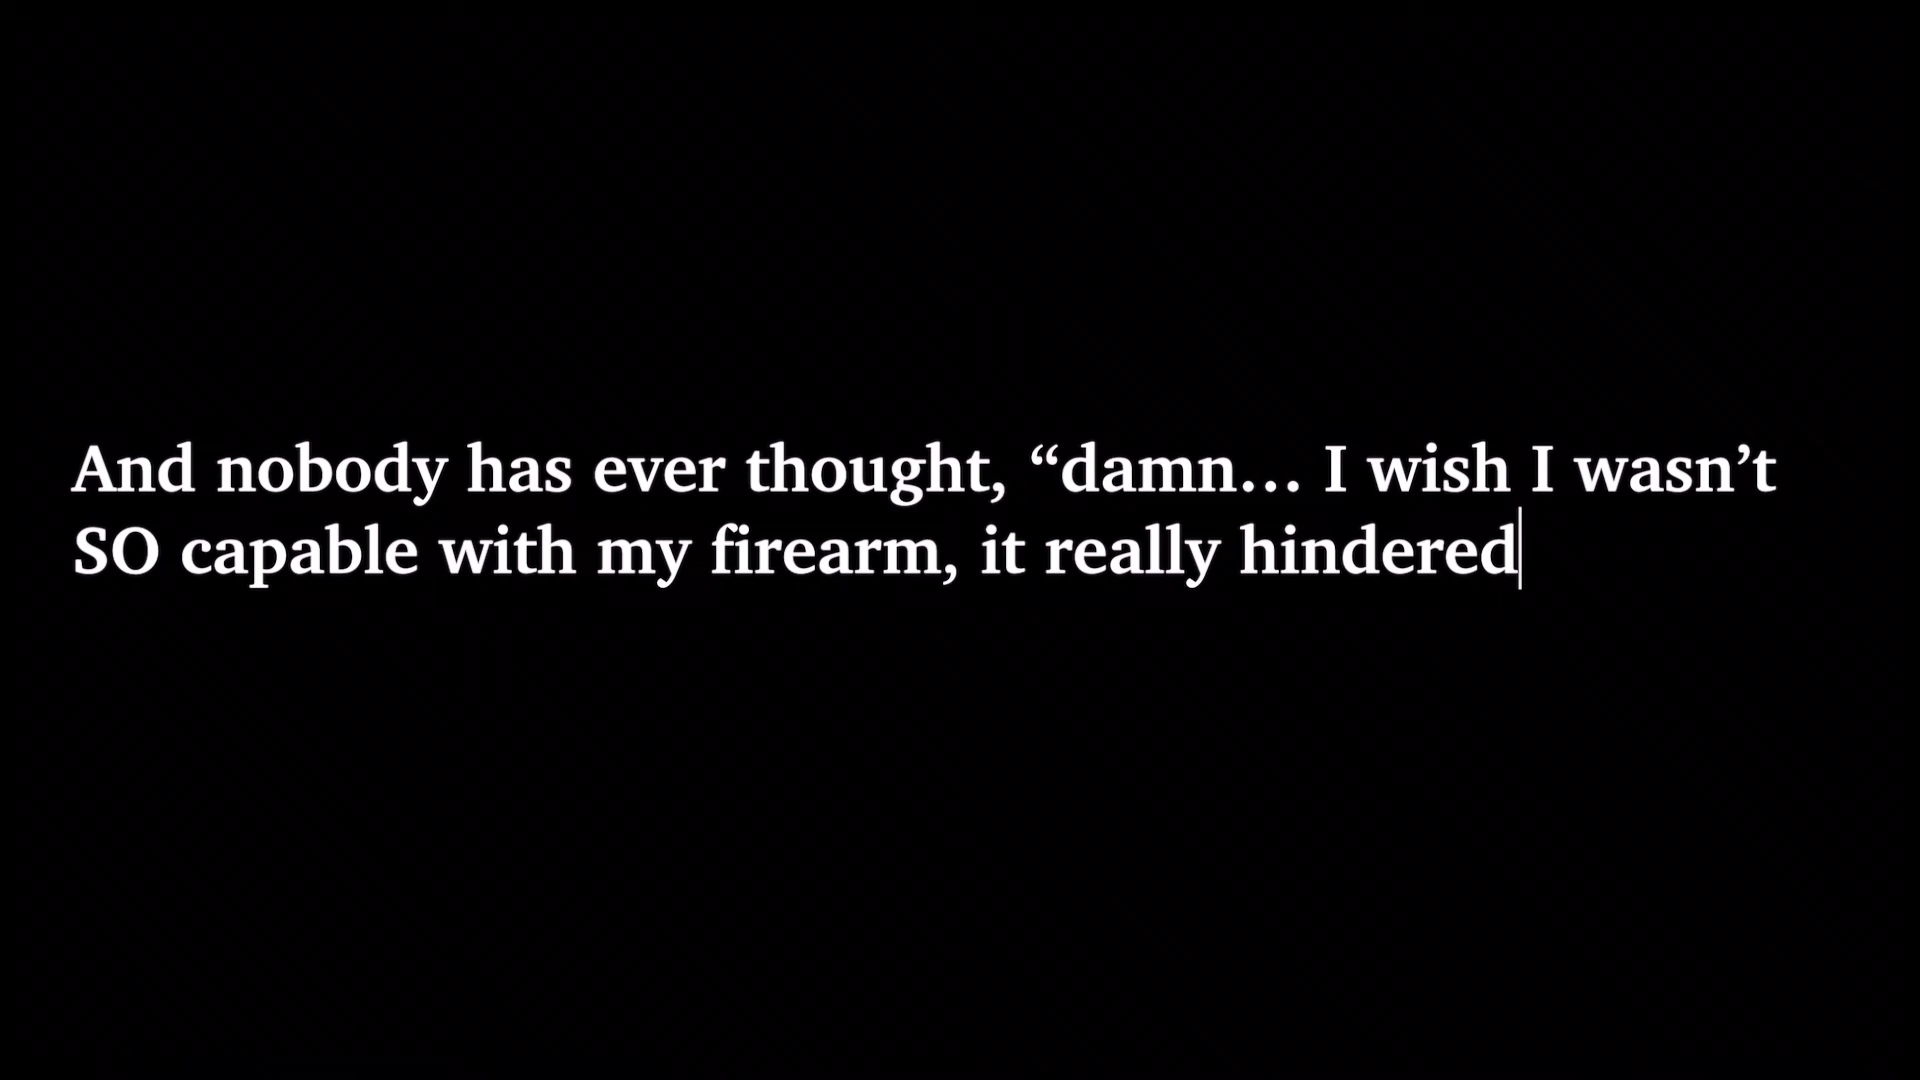 And nobody has ever thought, “damn… I wish I wasn’t
SO capable with my firearm, it really hindered